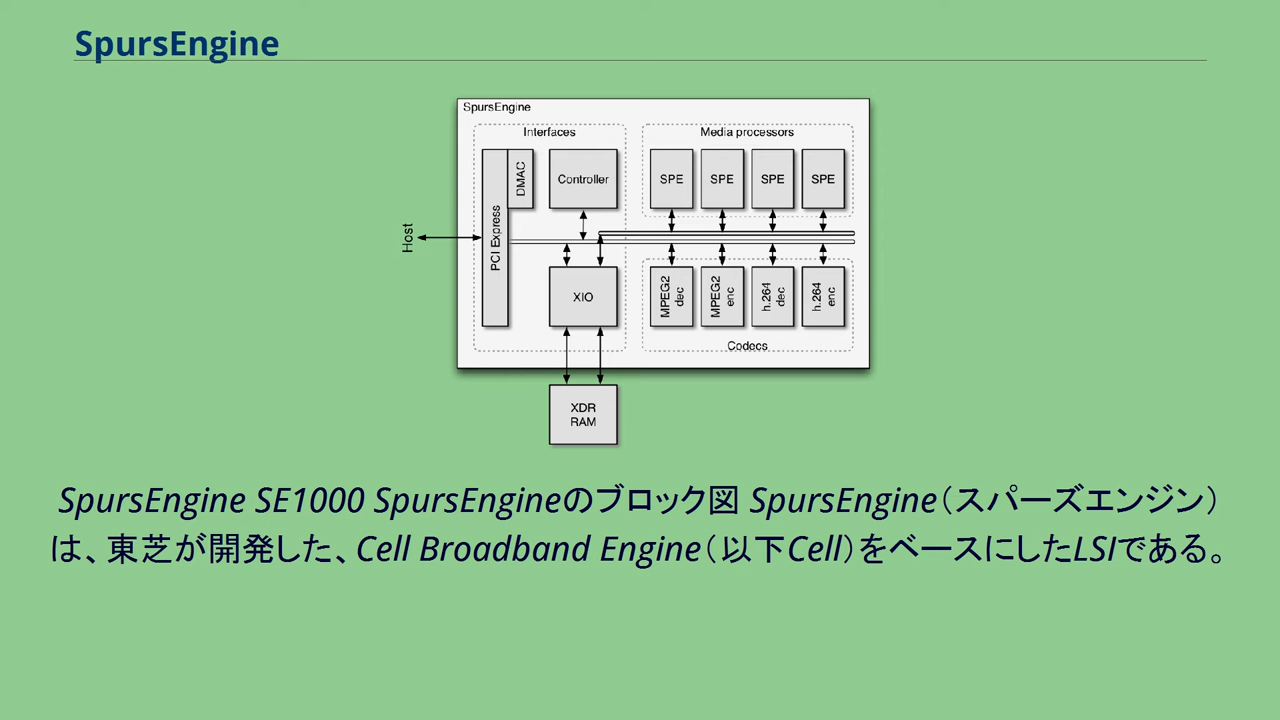 SpursEngine
SpursEngine
Interfaces
Media processors
DMAC
Controller
SPE
SPE
SPE
SPE
Host
PCI Express
XIO
MPEG2 dec
MPEG2 enc
h.264 dec
h.264 enc
Codecs
XDR
RAM
SpursEngine SE1000 SpursEngineのブロック図 SpursEngine（スパーズエンジン）
は、東芝が開発した、Cell Broadband Engine（以下Cell）をベースにしたLSIである。